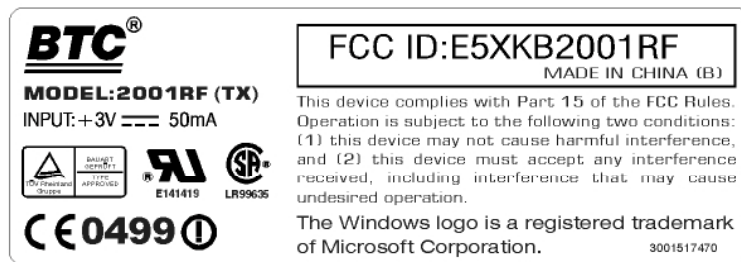 BTC®
MODEL:2001RF (TX)
INPUT:+3V 50mA
TÜV Rheinland
Gruppe
BAUART
GEPRÜFT
TYPE
APPROVED
E141419
LR99635
CE0499
FCC ID:E5XKB2001RF
MADE IN CHINA (B)
This device complies with Part 15 of the FCC Rules.
Operation is subject to the following two conditions:
(1) this device may not cause harmful interference,
and (2) this device must accept any interference
received, including interference that may cause
undesired operation.
The Windows logo is a registered trademark
of Microsoft Corporation.
3001517470